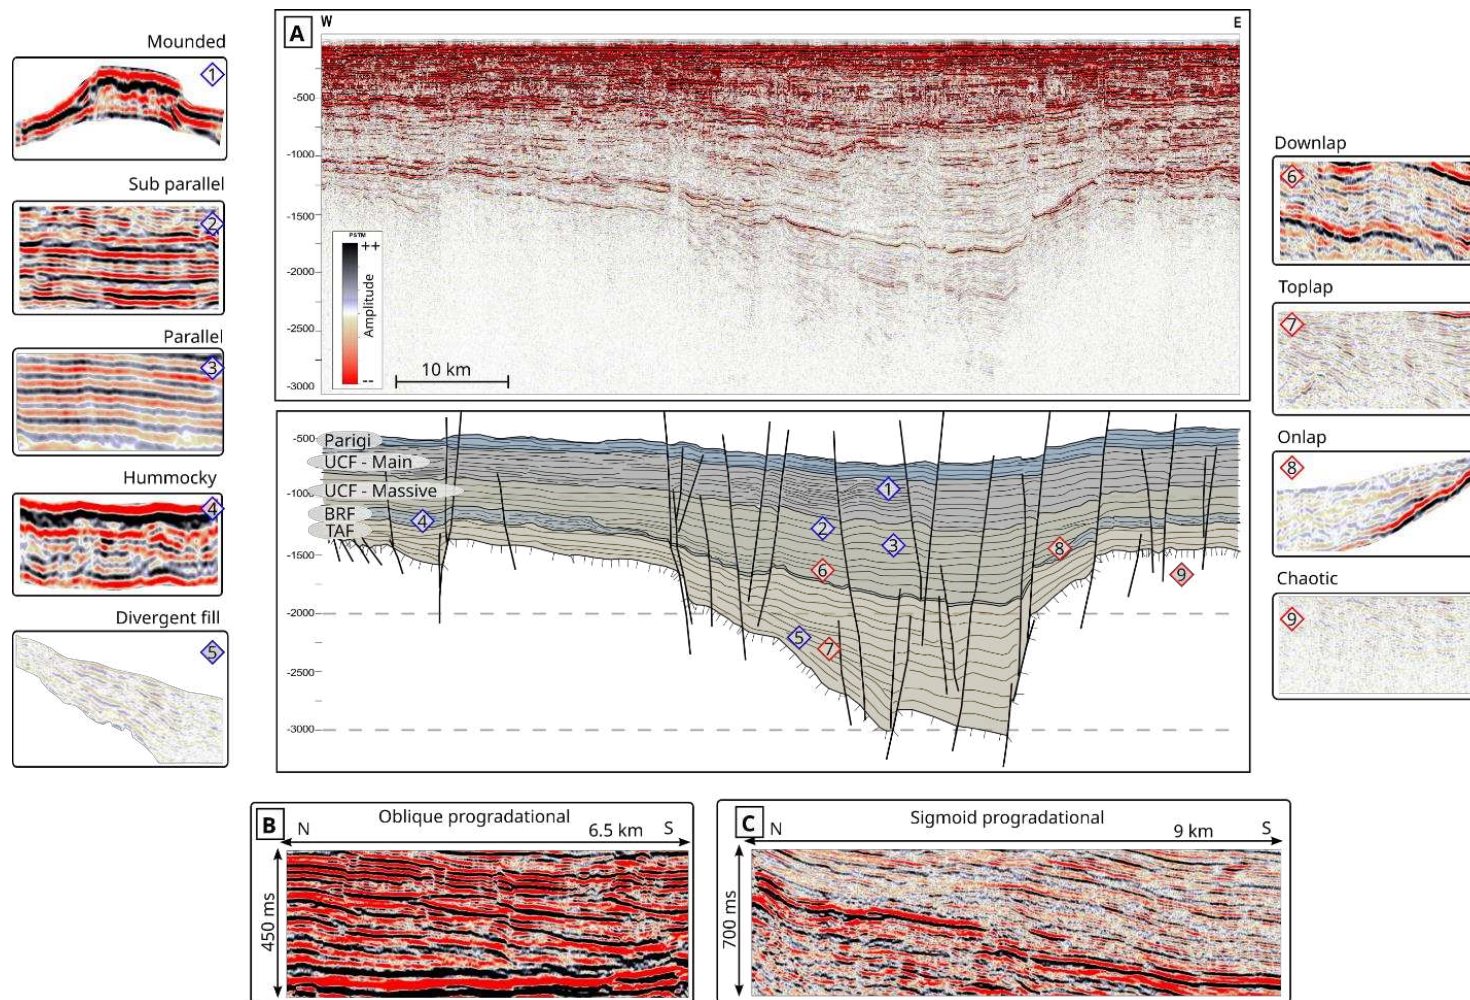 Mounded
1
Sub parallel
2
Parallel
3
Hummocky
4
Divergent fill
5
A
W
E
-500
-1000
-1500
-2000
-2500
-3000
PSTM
++
Amplitude
--
10 km
-500
-1000
-1500
-2000
-2500
-3000
Parigi
UCF - Main
UCF - Massive
BRF
TAF
1
2
3
4
5
6
7
8
9
Downlap
6
Toplap
7
Onlap
8
Chaotic
9
B
N
Oblique progradational
6.5 km
S
450 ms
C
N
Sigmoid progradational
9 km
S
700 ms